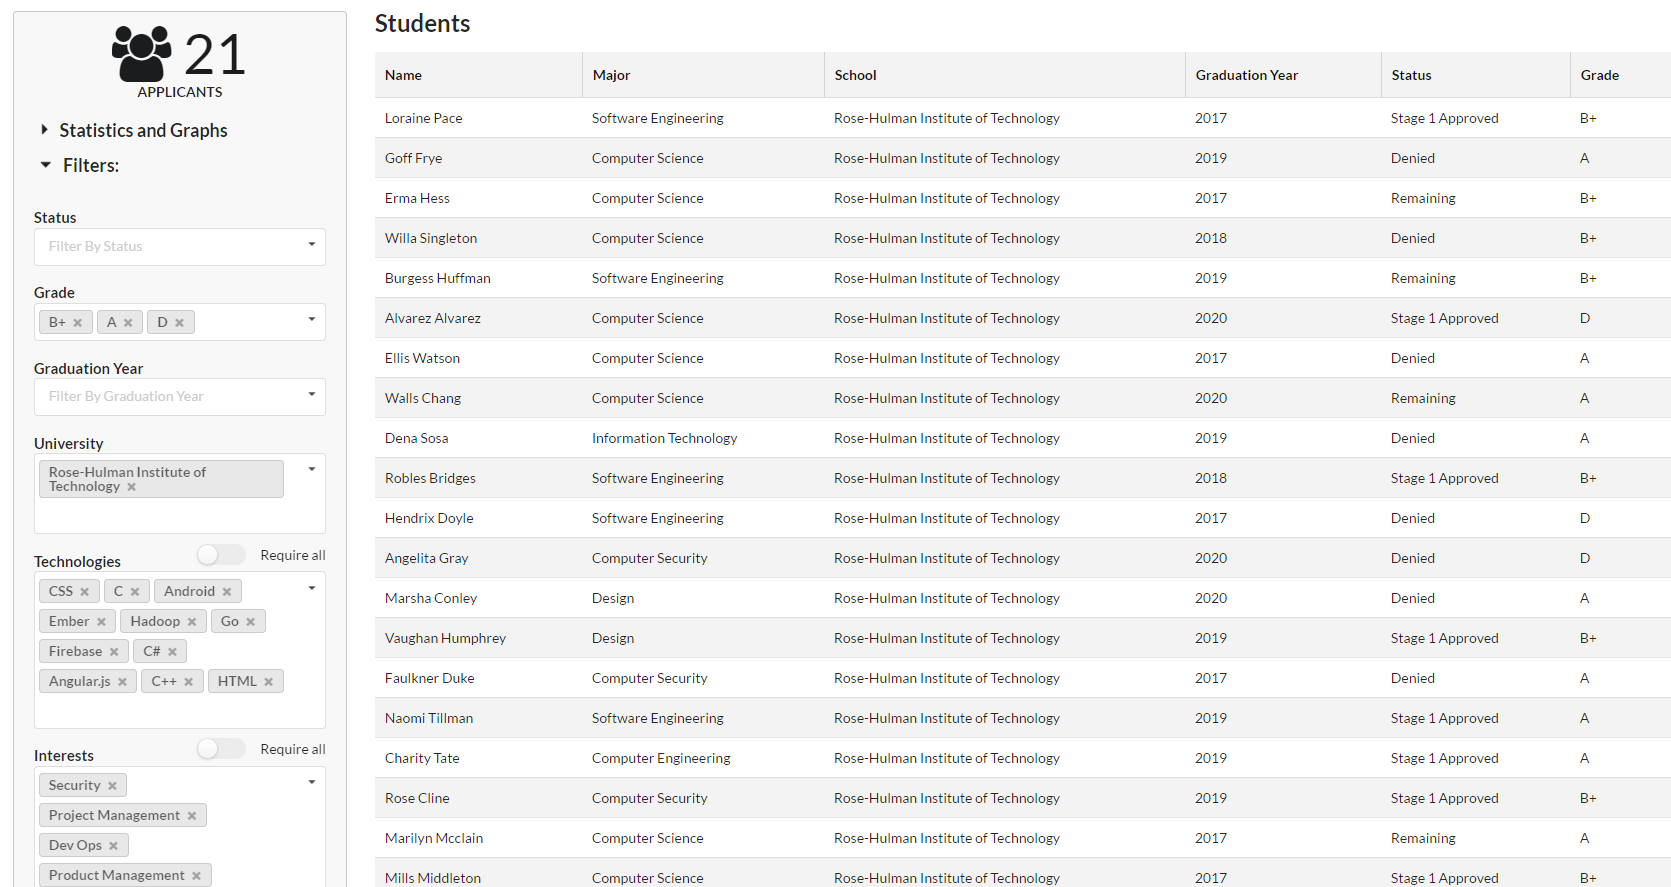 21
APPLICANTS
Statistics and Graphs
Filters:
Status
Filter By Status
Grade
B+ A D
Graduation Year
Filter By Graduation Year
University
Rose-Hulman Institute of
Technology
Technologies Require all
CSS C Android
Ember Hadoop Go
Firebase C#
Angular.js C++ HTML
Interests Require all
Security
Project Management
Dev Ops
Product Management
Students
Name Major School Graduation Year Status Grade
Loraine Pace Software Engineering Rose-Hulman Institute of Technology 2017 Stage 1 Approved B+
Goff Frye Computer Science Rose-Hulman Institute of Technology 2019 Denied A
Erma Hess Computer Science Rose-Hulman Institute of Technology 2017 Remaining B+
Willa Singleton Computer Science Rose-Hulman Institute of Technology 2018 Denied B+
Burgess Huffman Software Engineering Rose-Hulman Institute of Technology 2019 Remaining B+
Alvarez Alvarez Computer Science Rose-Hulman Institute of Technology 2020 Stage 1 Approved D
Ellis Watson Computer Science Rose-Hulman Institute of Technology 2017 Denied A
Walls Chang Computer Science Rose-Hulman Institute of Technology 2020 Remaining A
Dena Sosa Information Technology Rose-Hulman Institute of Technology 2019 Denied A
Robles Bridges Software Engineering Rose-Hulman Institute of Technology 2018 Stage 1 Approved B+
Hendrix Doyle Software Engineering Rose-Hulman Institute of Technology 2017 Denied D
Angelita Gray Computer Security Rose-Hulman Institute of Technology 2020 Denied D
Marsha Conley Design Rose-Hulman Institute of Technology 2020 Denied A
Vaughan Humphrey Design Rose-Hulman Institute of Technology 2019 Stage 1 Approved B+
Faulkner Duke Computer Security Rose-Hulman Institute of Technology 2017 Denied A
Naomi Tillman Software Engineering Rose-Hulman Institute of Technology 2019 Stage 1 Approved A
Charity Tate Computer Engineering Rose-Hulman Institute of Technology 2019 Stage 1 Approved A
Rose Cline Computer Security Rose-Hulman Institute of Technology 2019 Stage 1 Approved B+
Marilyn Mcclain Computer Science Rose-Hulman Institute of Technology 2017 Remaining A
Mills Middleton Computer Science Rose-Hulman Institute of Technology 2017 Stage 1 Approved B+